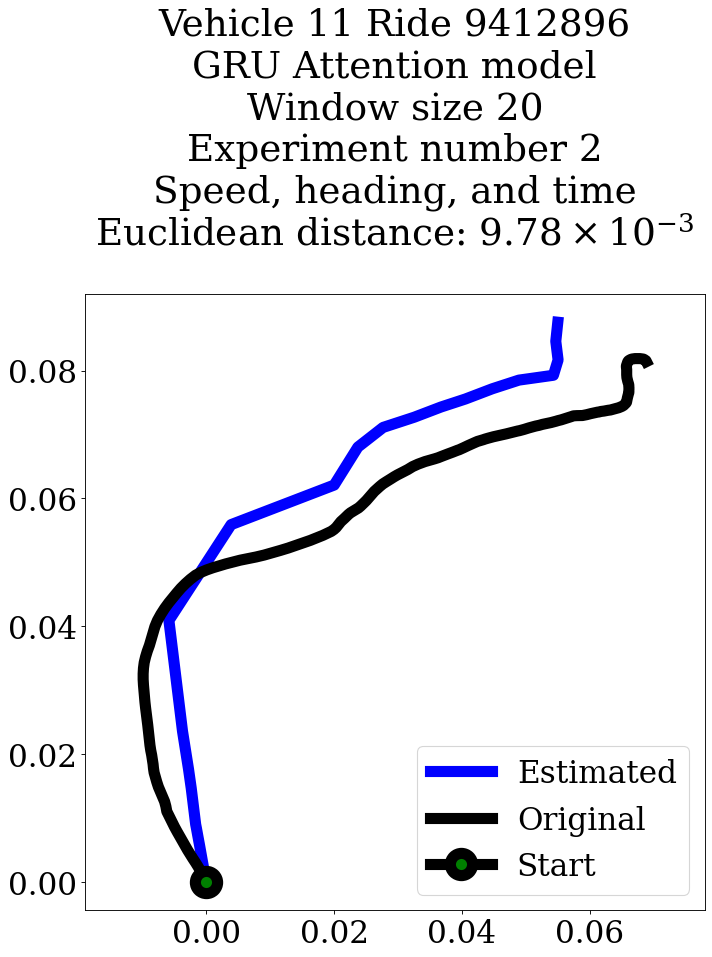 Vehicle 11 Ride 9412896
GRU Attention model
Window size 20
Experiment number 2
Speed, heading, and time
Euclidean distance: 9.78 × 10⁻³
0.08
0.06
0.04
0.02
0.00
Estimated
Original
Start
0.00 0.02 0.04 0.06